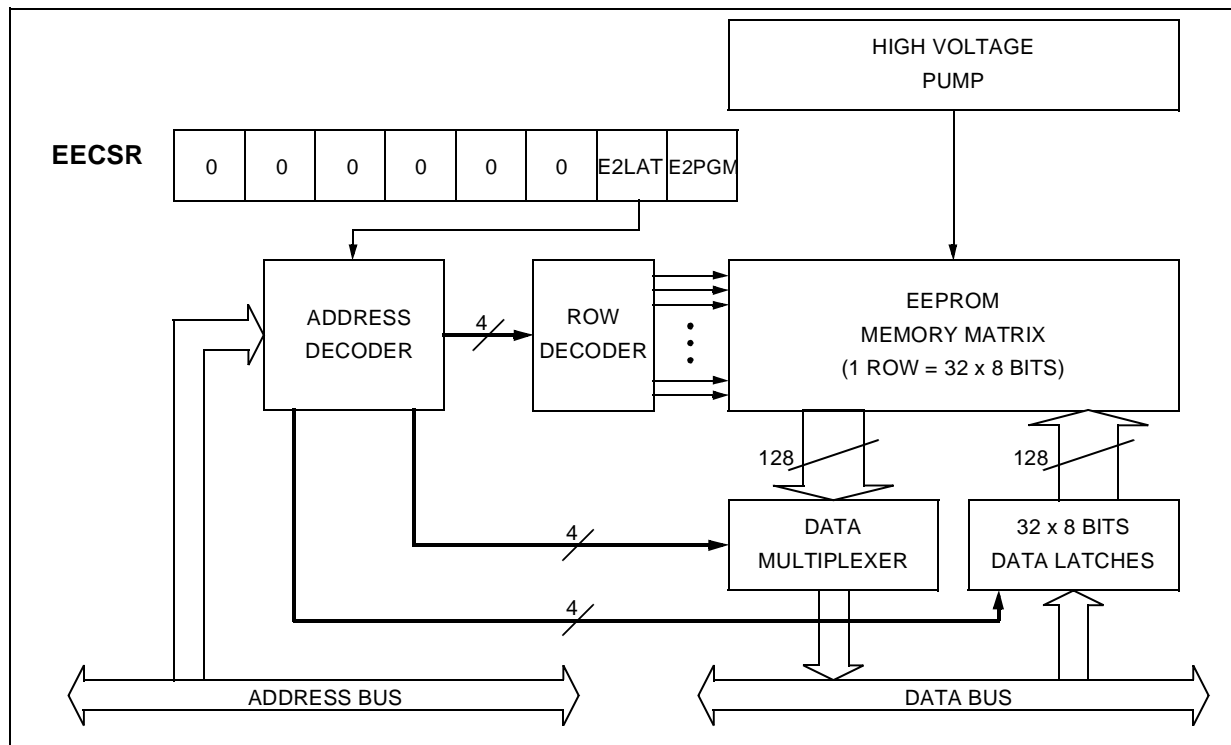 HIGH VOLTAGE
PUMP
EECSR
0 0 0 0 0 0 E2LAT E2PGM
ADDRESS
DECODER
4
ROW
DECODER
EEPROM
MEMORY MATRIX
(1 ROW = 32 x 8 BITS)
128
128
4
DATA
MULTIPLEXER
32 x 8 BITS
DATA LATCHES
4
ADDRESS BUS
DATA BUS